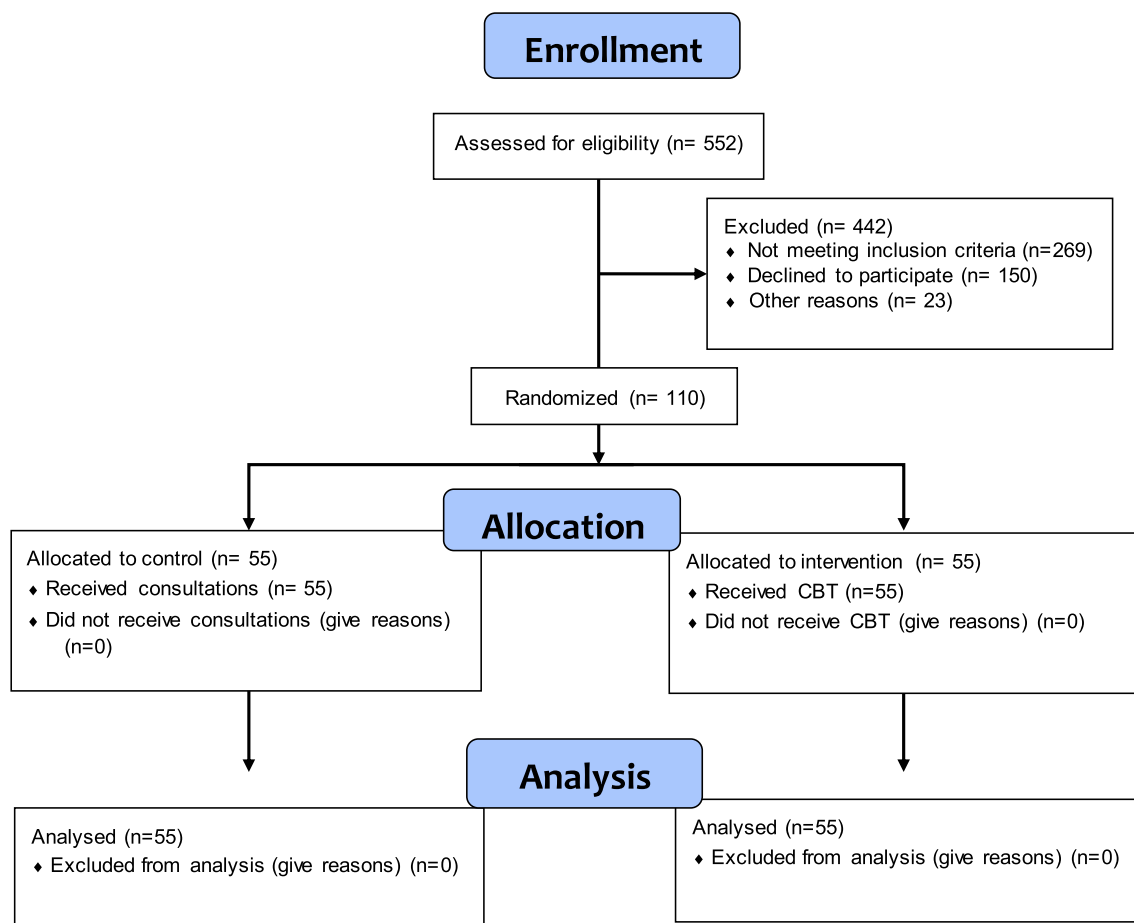 Enrollment
Assessed for eligibility (n= 552)
Excluded (n= 442)
♦ Not meeting inclusion criteria (n=269)
♦ Declined to participate (n= 150)
♦ Other reasons (n= 23)
Randomized (n= 110)
Allocation
Allocated to control (n= 55)
♦ Received consultations (n= 55)
♦ Did not receive consultations (give reasons)
(n=0)
Allocated to intervention (n= 55)
♦ Received CBT (n=55)
♦ Did not receive CBT (give reasons) (n=0)
Analysis
Analysed (n=55)
♦ Excluded from analysis (give reasons) (n=0)
Analysed (n=55)
♦ Excluded from analysis (give reasons) (n=0)